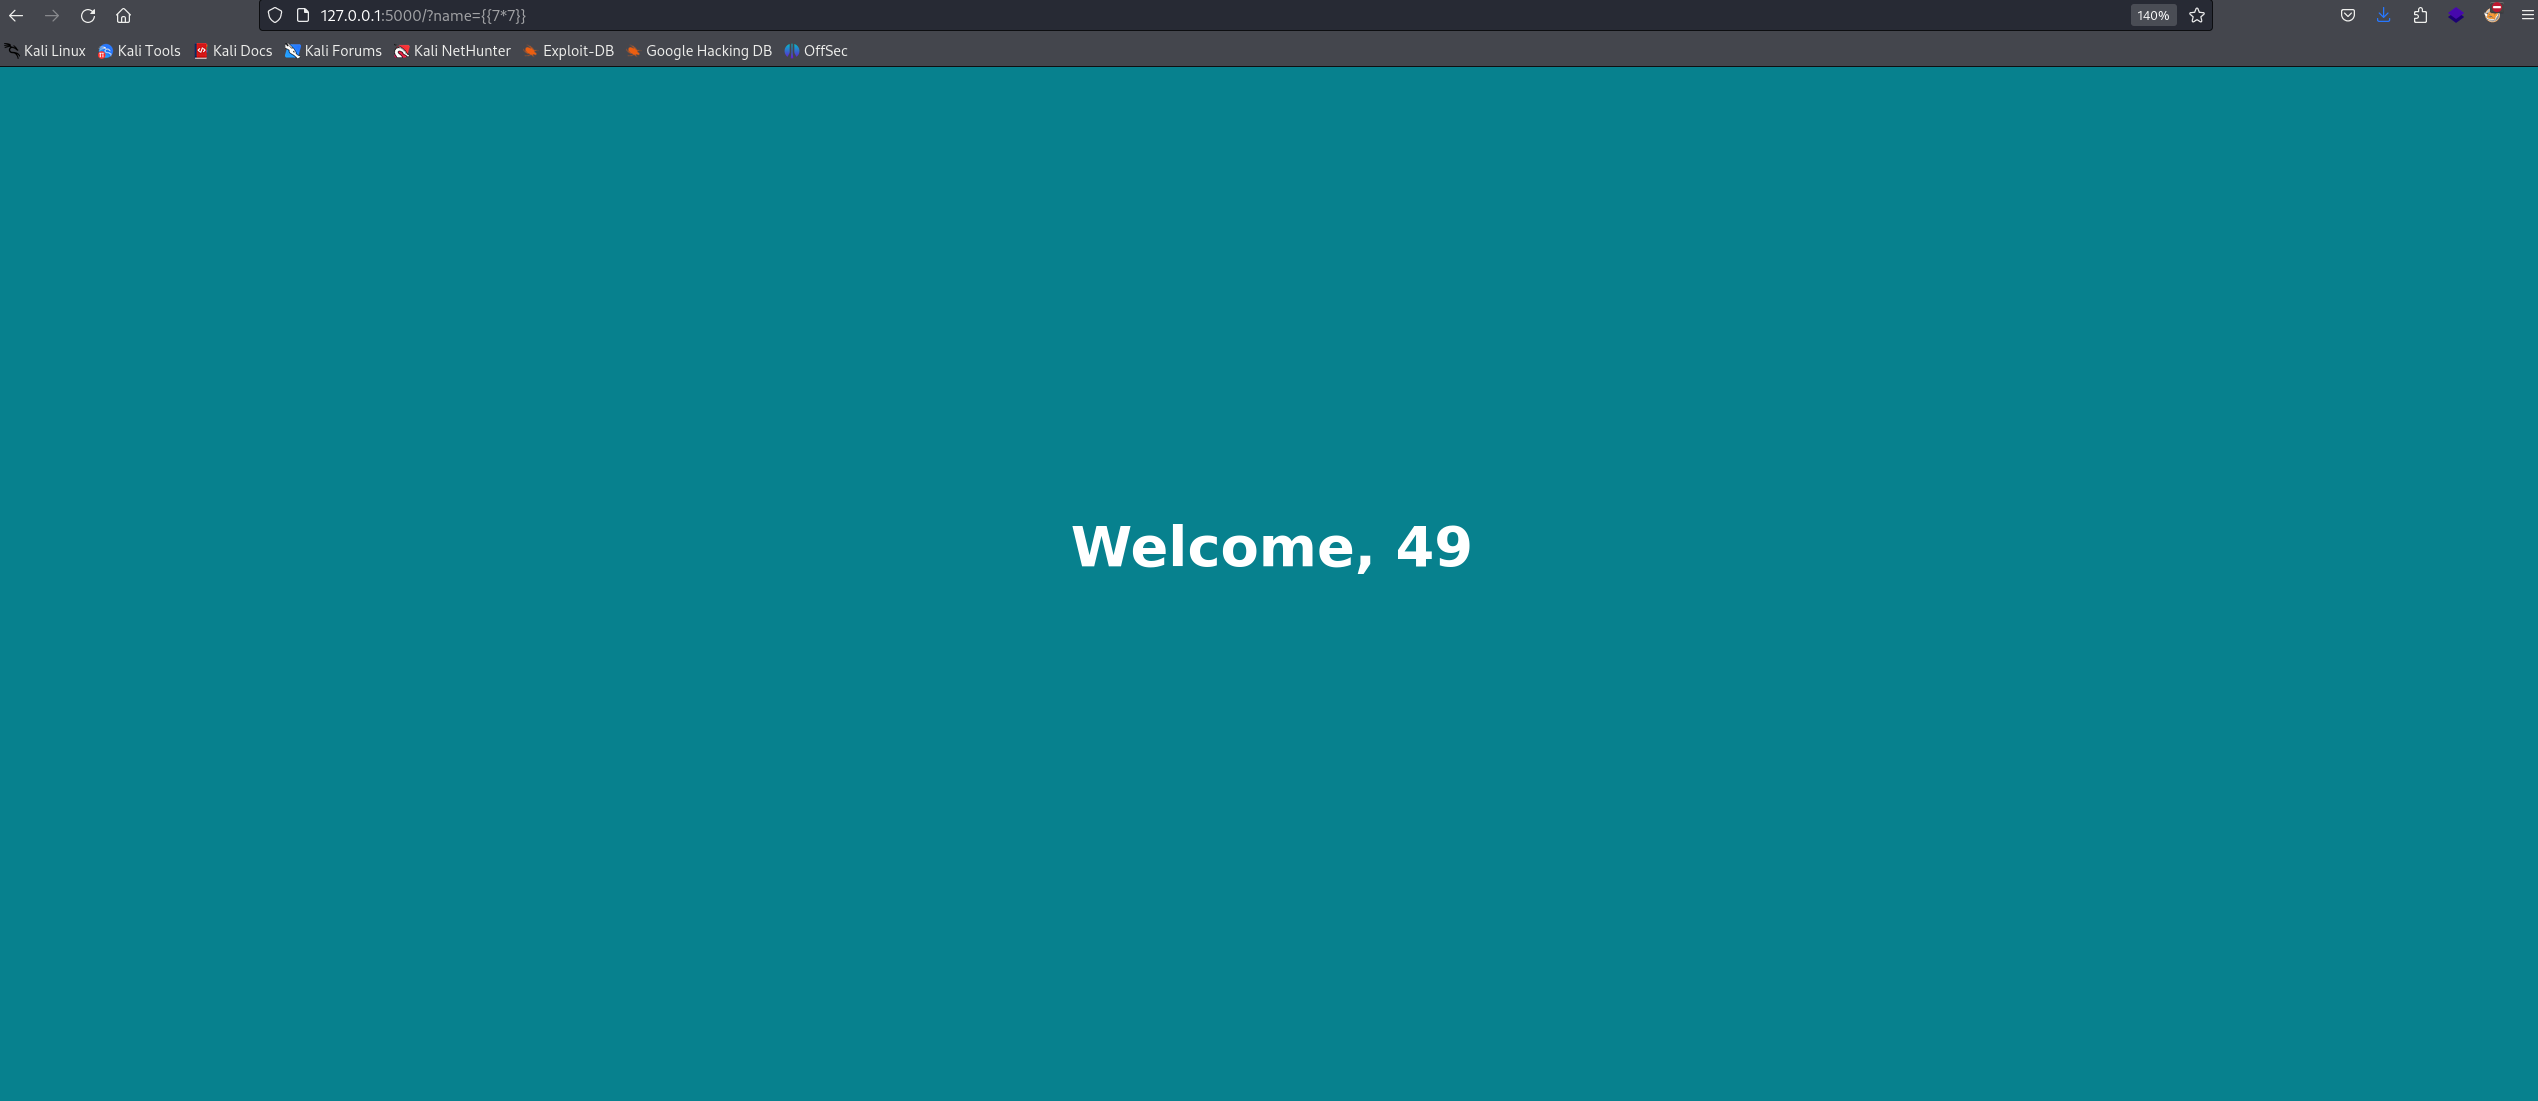 127.0.0.1:5000/?name={{7*7}}
140%
Kali Linux Kali Tools Kali Docs Kali Forums Kali NetHunter Exploit-DB Google Hacking DB OffSec
Welcome, 49